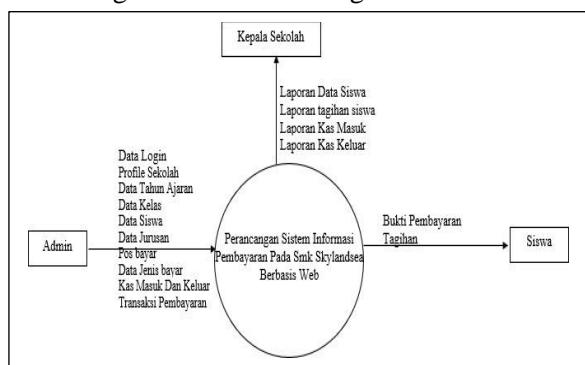 Kepala Sekolah
Laporan Data Siswa
Laporan tagihan siswa
Laporan Kas Masuk
Laporan Kas Keluar
Data Login
Profile Sekolah
Data Tahun Ajaran
Data Kelas
Data Siswa
Data Jurusan
Pos bayar
Data Jenis bayar
Kas Masuk Dan Keluar
Transaksi Pembayaran
Admin
Perancangan Sistem Informasi
Pembayaran Pada Smk Skylandsea
Berbasis Web
Bukti Pembayaran
Tagihan
Siswa